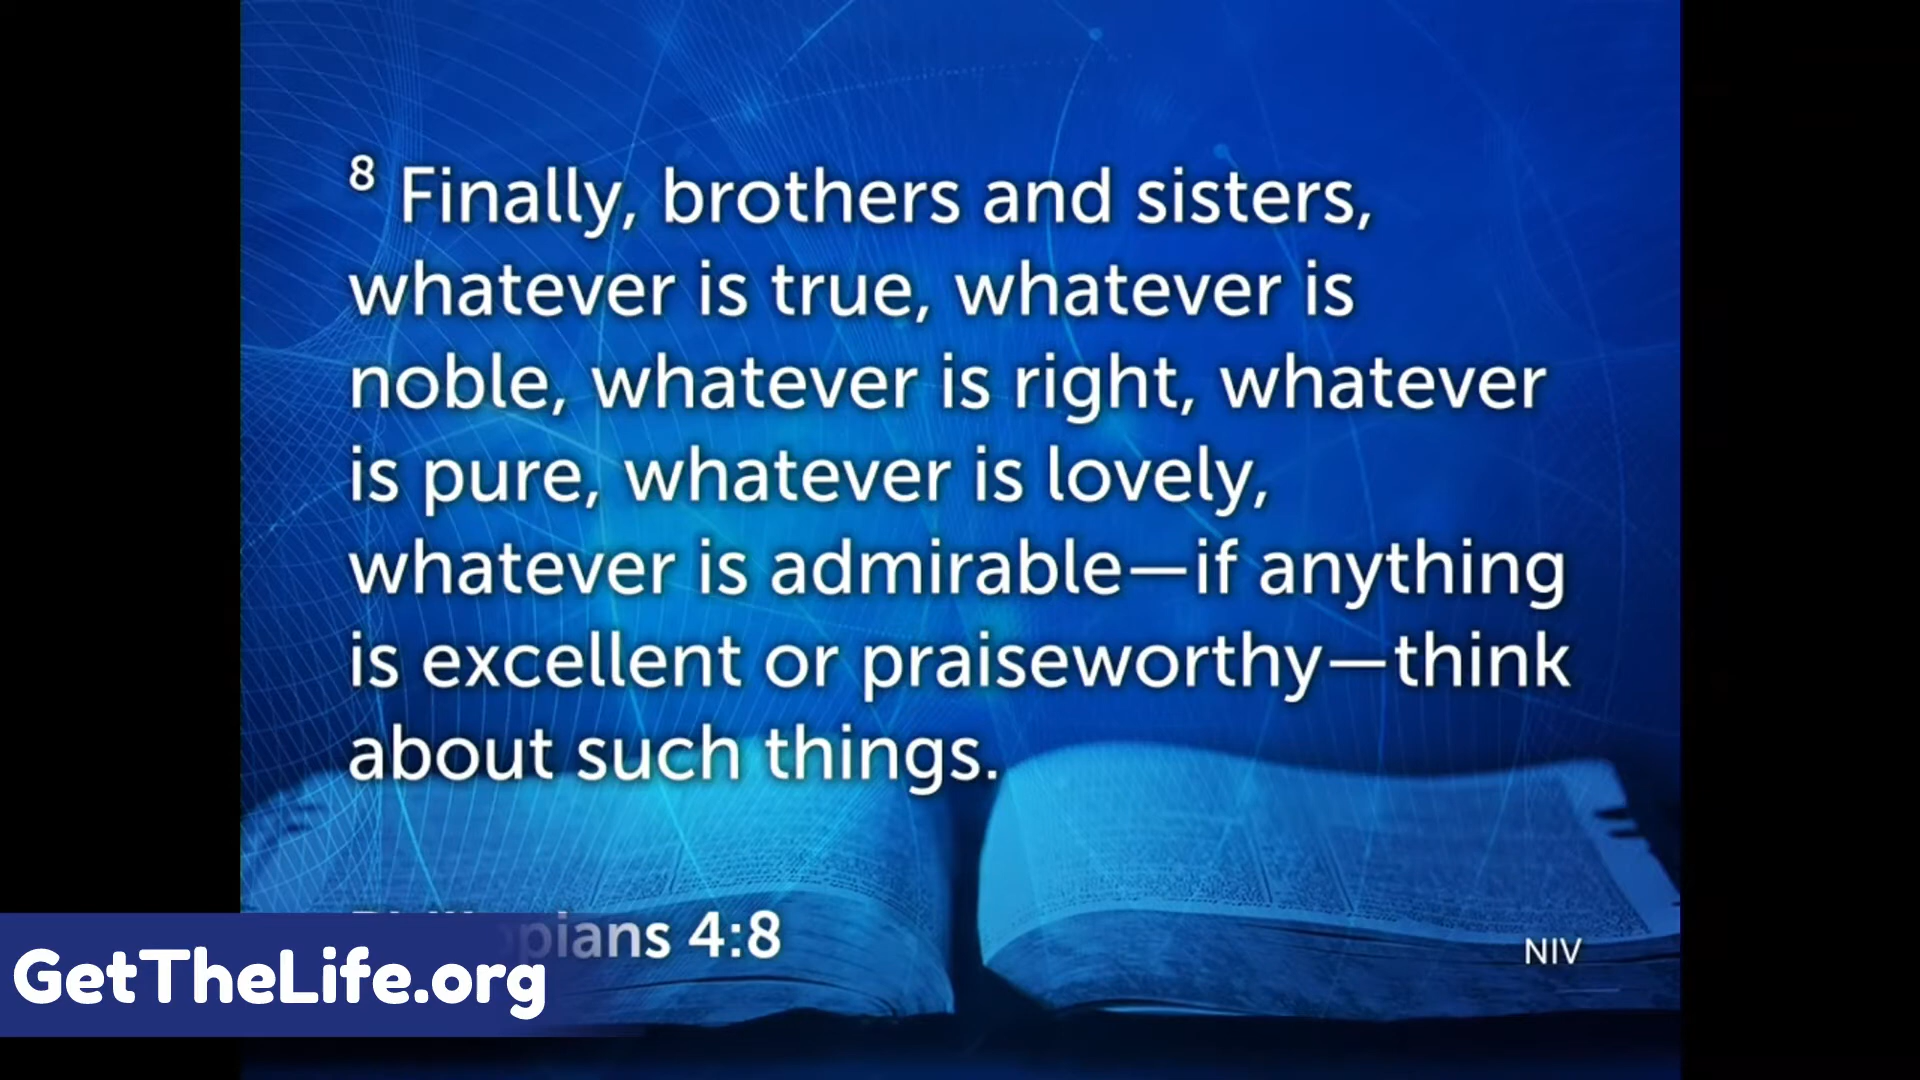 8 Finally, brothers and sisters,
whatever is true, whatever is
noble, whatever is right, whatever
is pure, whatever is lovely,
whatever is admirable—if anything
is excellent or praiseworthy—think
about such things.
4:8
NIV
GetTheLife.org